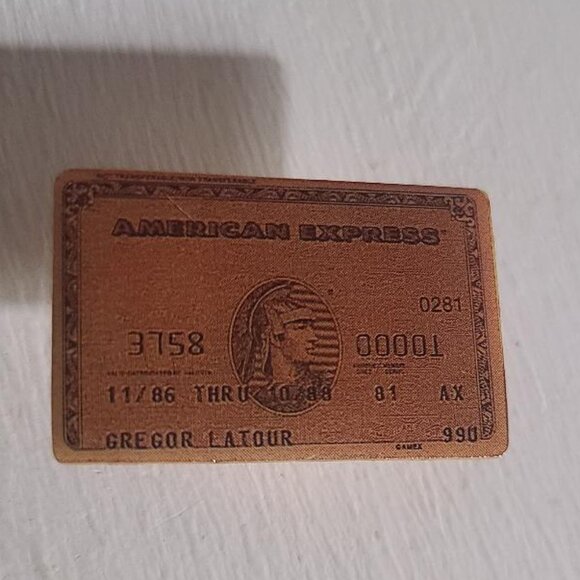 AMERICAN EXPRESS
0281
3758 00001
11/86 THRU 10/88 81 AX
GREGOR LATOUR 990